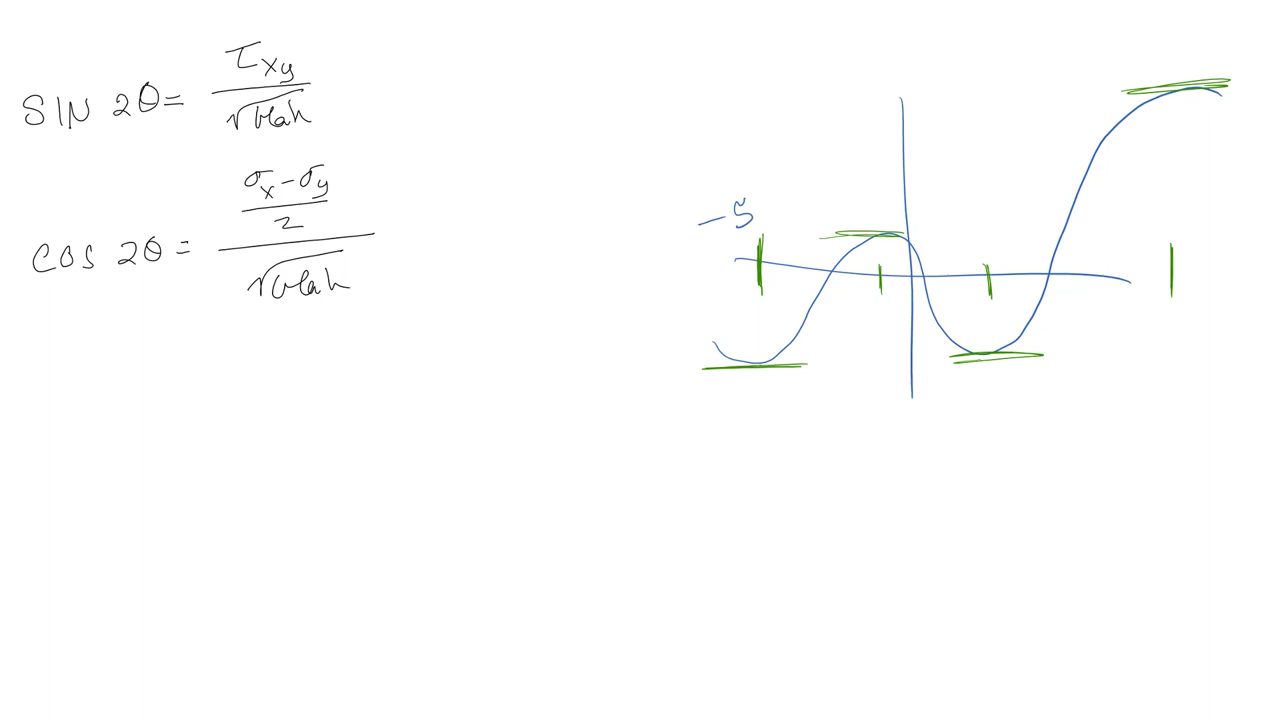 SIN 2θ = τxy / √blah
COS 2θ = (σx − σy / 2) / √blah
−5